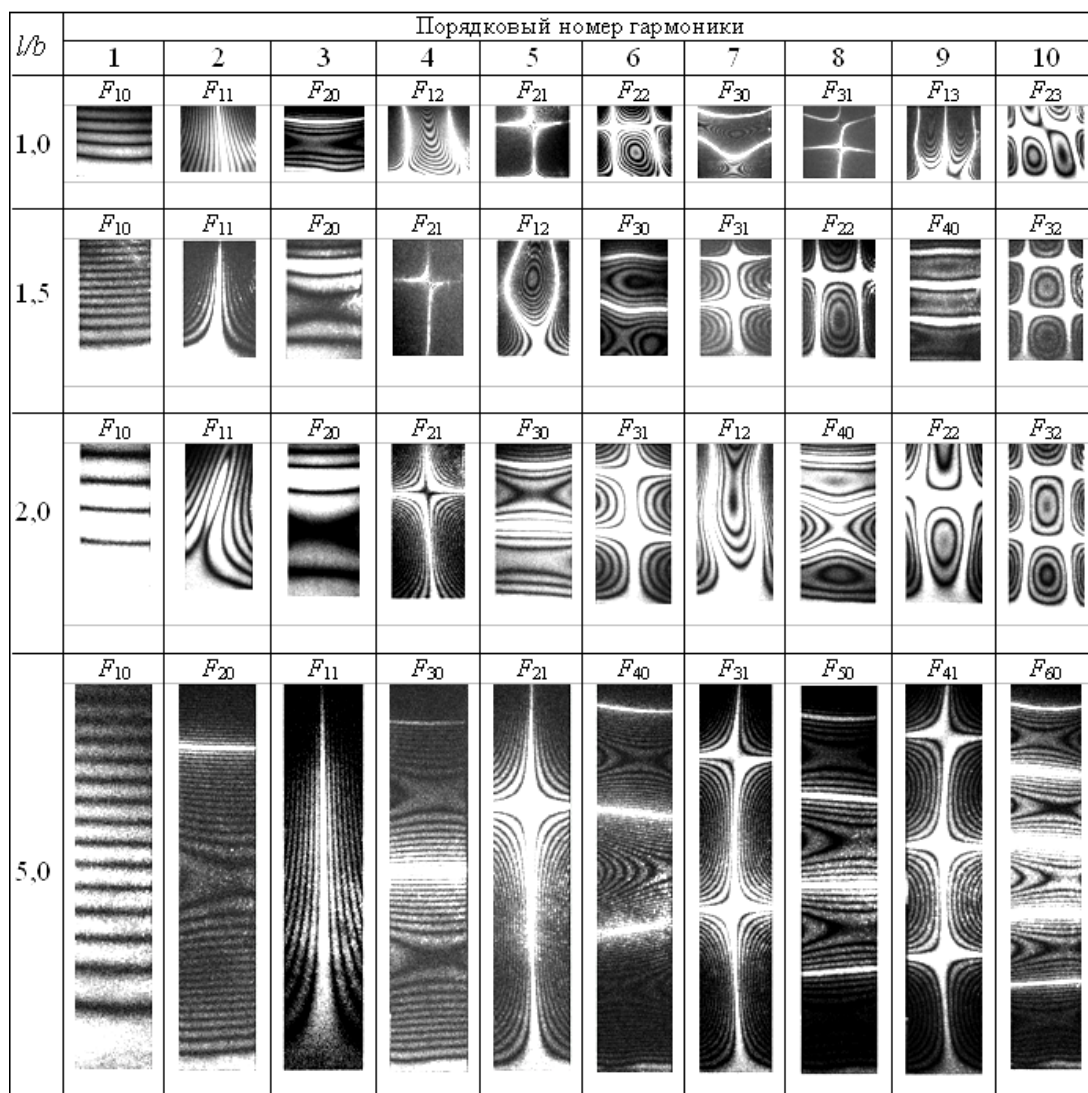 l/b
Порядковый номер гармоники
1 2 3 4 5 6 7 8 9 10
F10 F11 F20 F12 F21 F22 F30 F31 F13 F23
1,0
F10 F11 F20 F21 F12 F30 F31 F22 F40 F32
1,5
F10 F11 F20 F21 F30 F31 F12 F40 F22 F32
2,0
F10 F20 F11 F30 F21 F40 F31 F50 F41 F60
5,0